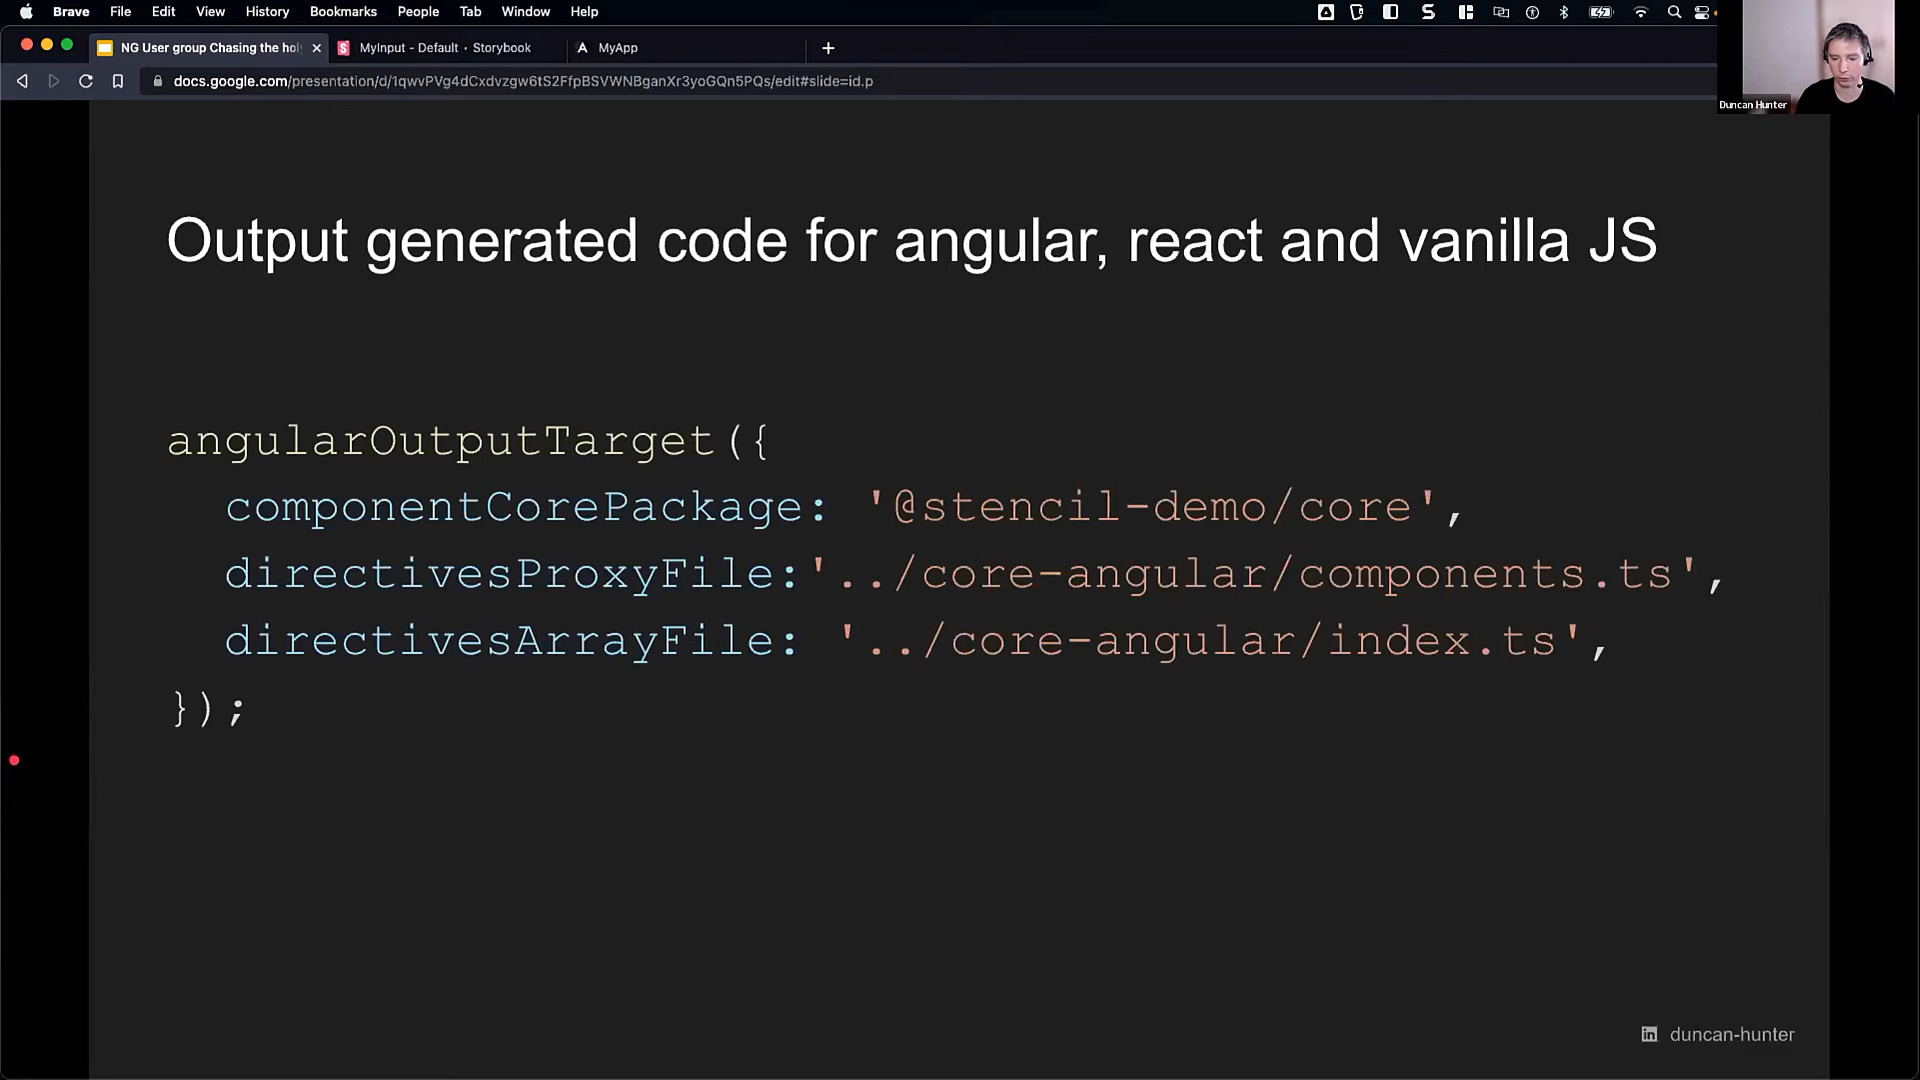 Brave File Edit View History Bookmarks People Tab Window Help
NG User group Chasing the hol
MyInput - Default · Storybook
MyApp
docs.google.com/presentation/d/1qwvPVg4dCxdvzgw6tS2FfpBSVWNBganXr3yoGQn5PQs/edit#slide=id.p
Duncan Hunter
Output generated code for angular, react and vanilla JS
angularOutputTarget({
componentCorePackage: '@stencil-demo/core',
directivesProxyFile:'../core-angular/components.ts',
directivesArrayFile: '../core-angular/index.ts',
});
duncan-hunter